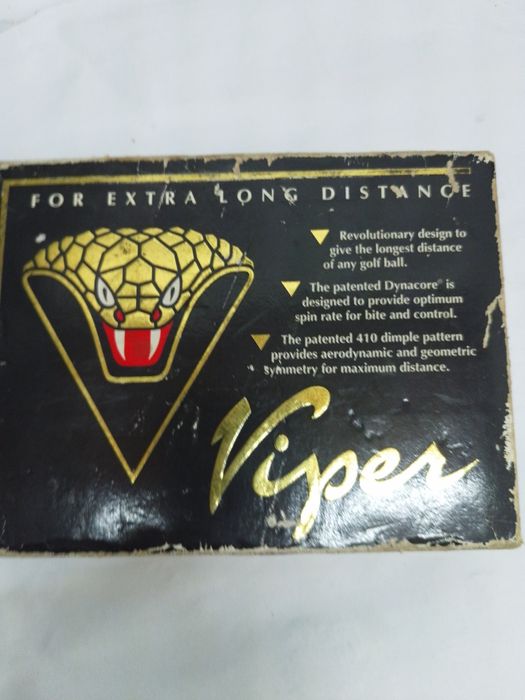 FOR EXTRA LONG DISTANCE
Revolutionary design to
give the longest distance
of any golf ball.
The patented Dynacore® is
designed to provide optimum
spin rate for bite and control.
The patented 410 dimple pattern
provides aerodynamic and geometric
symmetry for maximum distance.
Viper